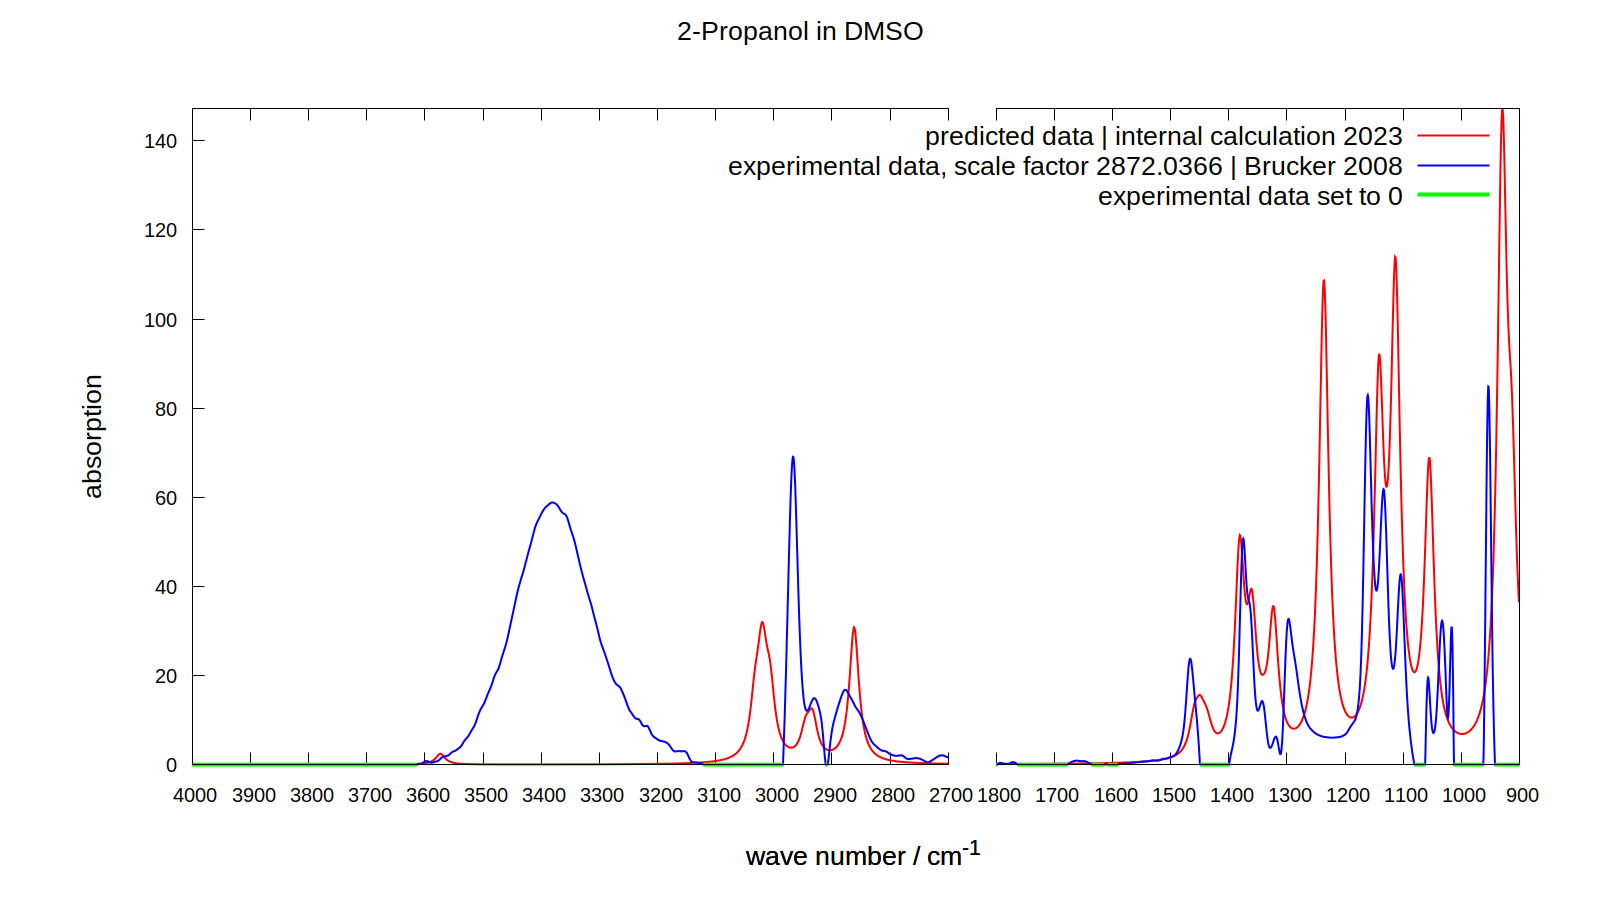 2-Propanol in DMSO
predicted data | internal calculation 2023
experimental data, scale factor 2872.0366 | Brucker 2008
experimental data set to 0
140
120
100
80
60
40
20
0
absorption
4000 3900 3800 3700 3600 3500 3400 3300 3200 3100 3000 2900 2800 2700 1800 1700 1600 1500 1400 1300 1200 1100 1000 900
wave number / cm-1